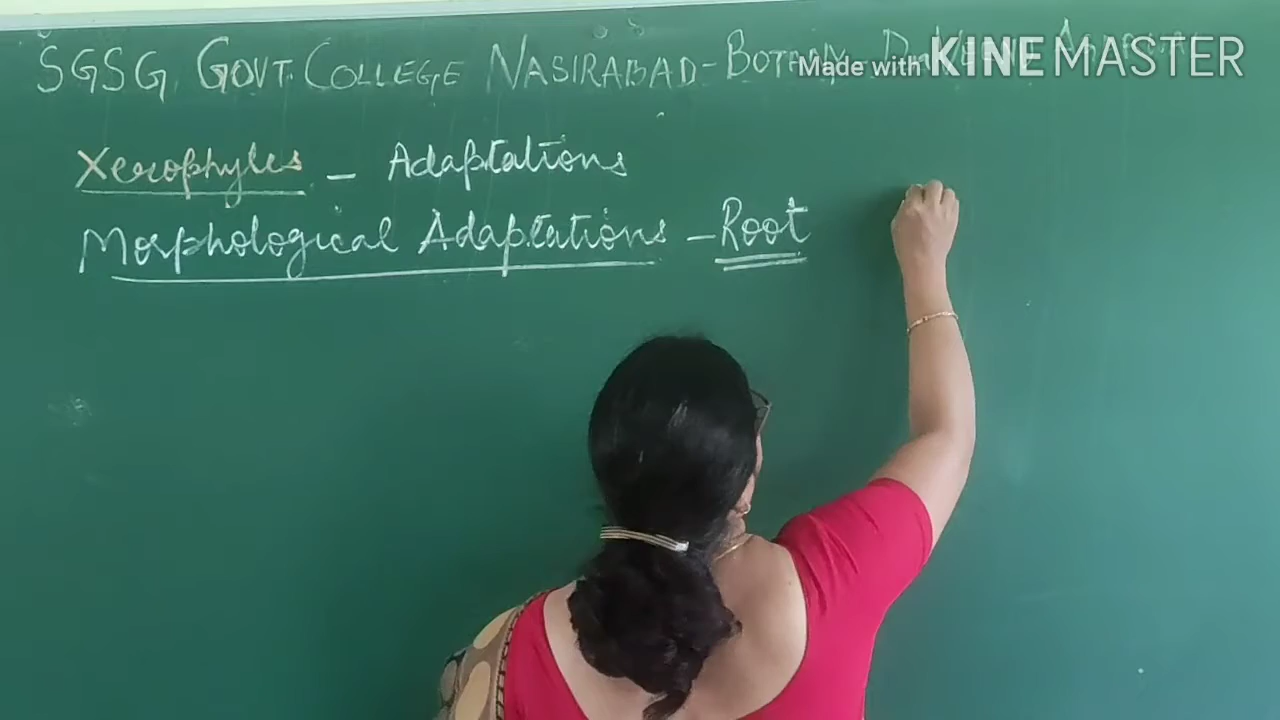 SGSG GOVT. COLLEGE NASIRABAD - BOTANY
Made with KINEMASTER
Xerophytes - Adaptations
Morphological Adaptations - Root